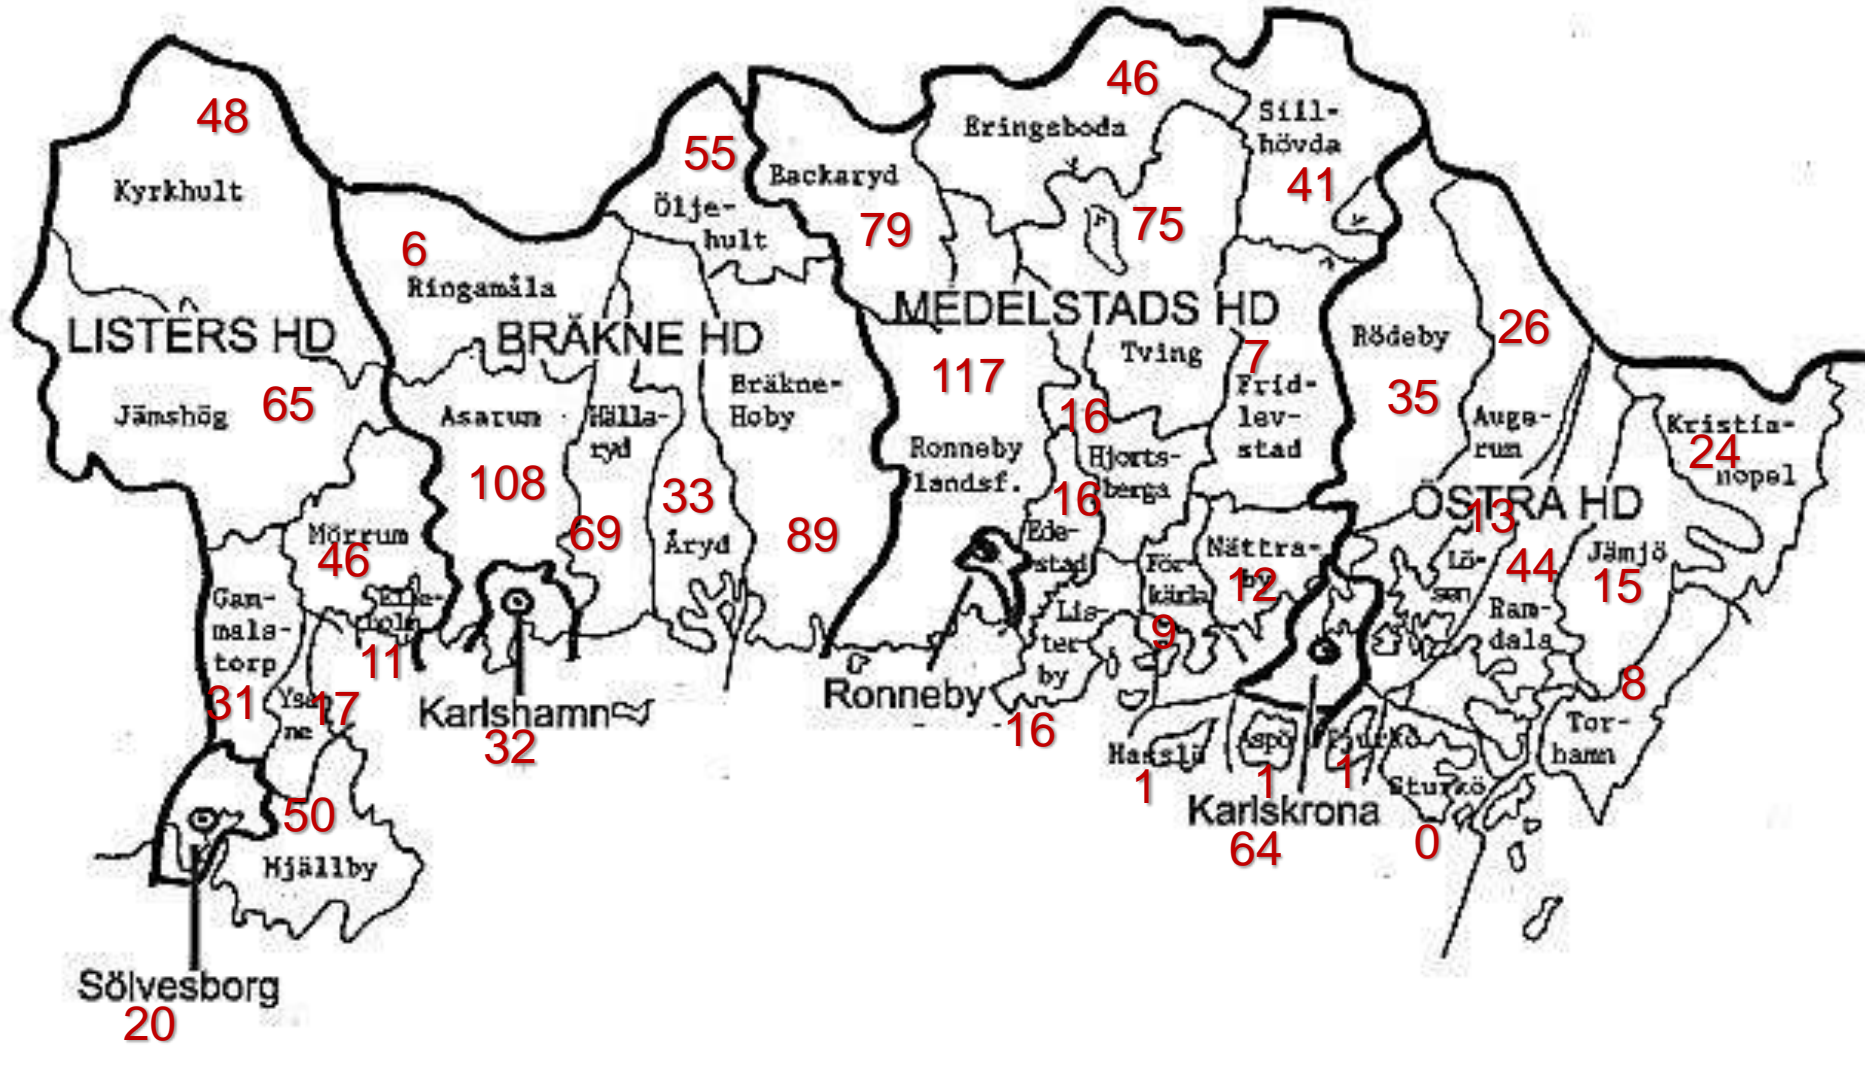 48
Kyrkhult
LISTERS HD
Jämshög
65
Mörrum
46
Gam-
mals-
torp
31
Elle-
holm
11
Ysa-
ne
17
50
Mjällby
Sölvesborg
20
6
Ringamåla
55
Ölje-
hult
BRÄKNE HD
Asarum
108
Hälla-
ryd
69
33
Åryd
Bräkne-
Hoby
89
Karlshamn
32
Backaryd
79
46
Eringsboda
Sill-
hövda
41
75
MEDELSTADS HD
Tving
7
Frid-
lev-
stad
117
Ronneby
landsf.
16
Hjorts-
berga
16
Ede-
stad
För-
kärla
9
Nättra-
by
12
Lis-
ter
by
16
Ronneby
Hasslö
1
Aspö
1
Karlskrona
64
Rödeby
35
26
Auge-
rum
ÖSTRA HD
13
Lö-
sen
44
Ram-
dala
Jämjö
15
Kristia-
nopel
24
8
Tor-
hamn
Tjurkö
1
Sturkö
0